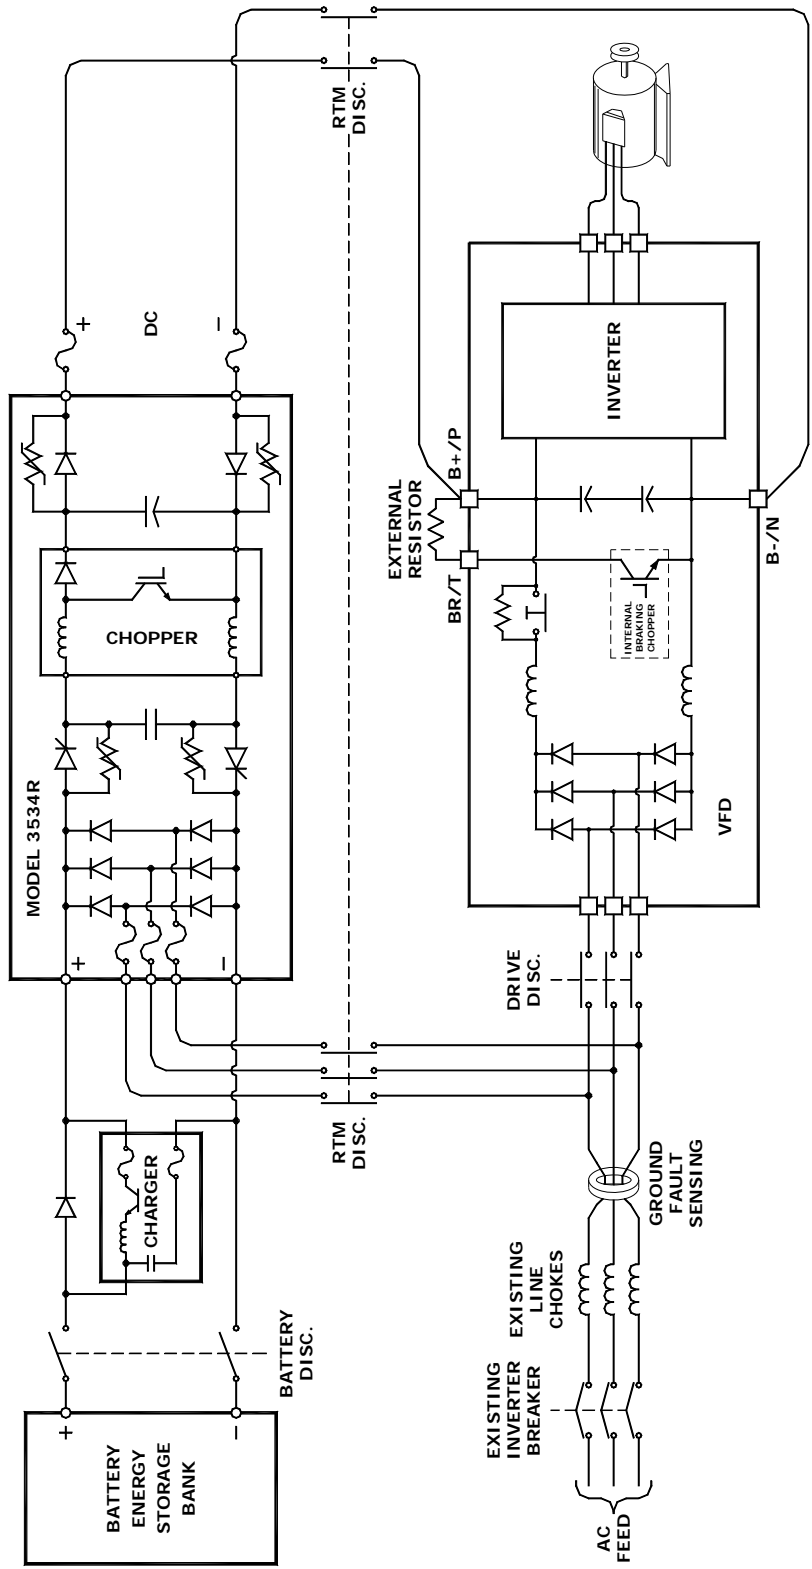 BATTERY
ENERGY
STORAGE
BANK
+
–
BATTERY
DISC.
CHARGER
+
–
MODEL 3534R
CHOPPER
+
DC
–
RTM
DISC.
RTM
DISC.
AC
FEED
EXISTING
INVERTER
BREAKER
EXISTING
LINE
CHOKES
GROUND
FAULT
SENSING
DRIVE
DISC.
VFD
BR/T
EXTERNAL
RESISTOR
B+/P
INTERNAL
BRAKING
CHOPPER
B-/N
INVERTER